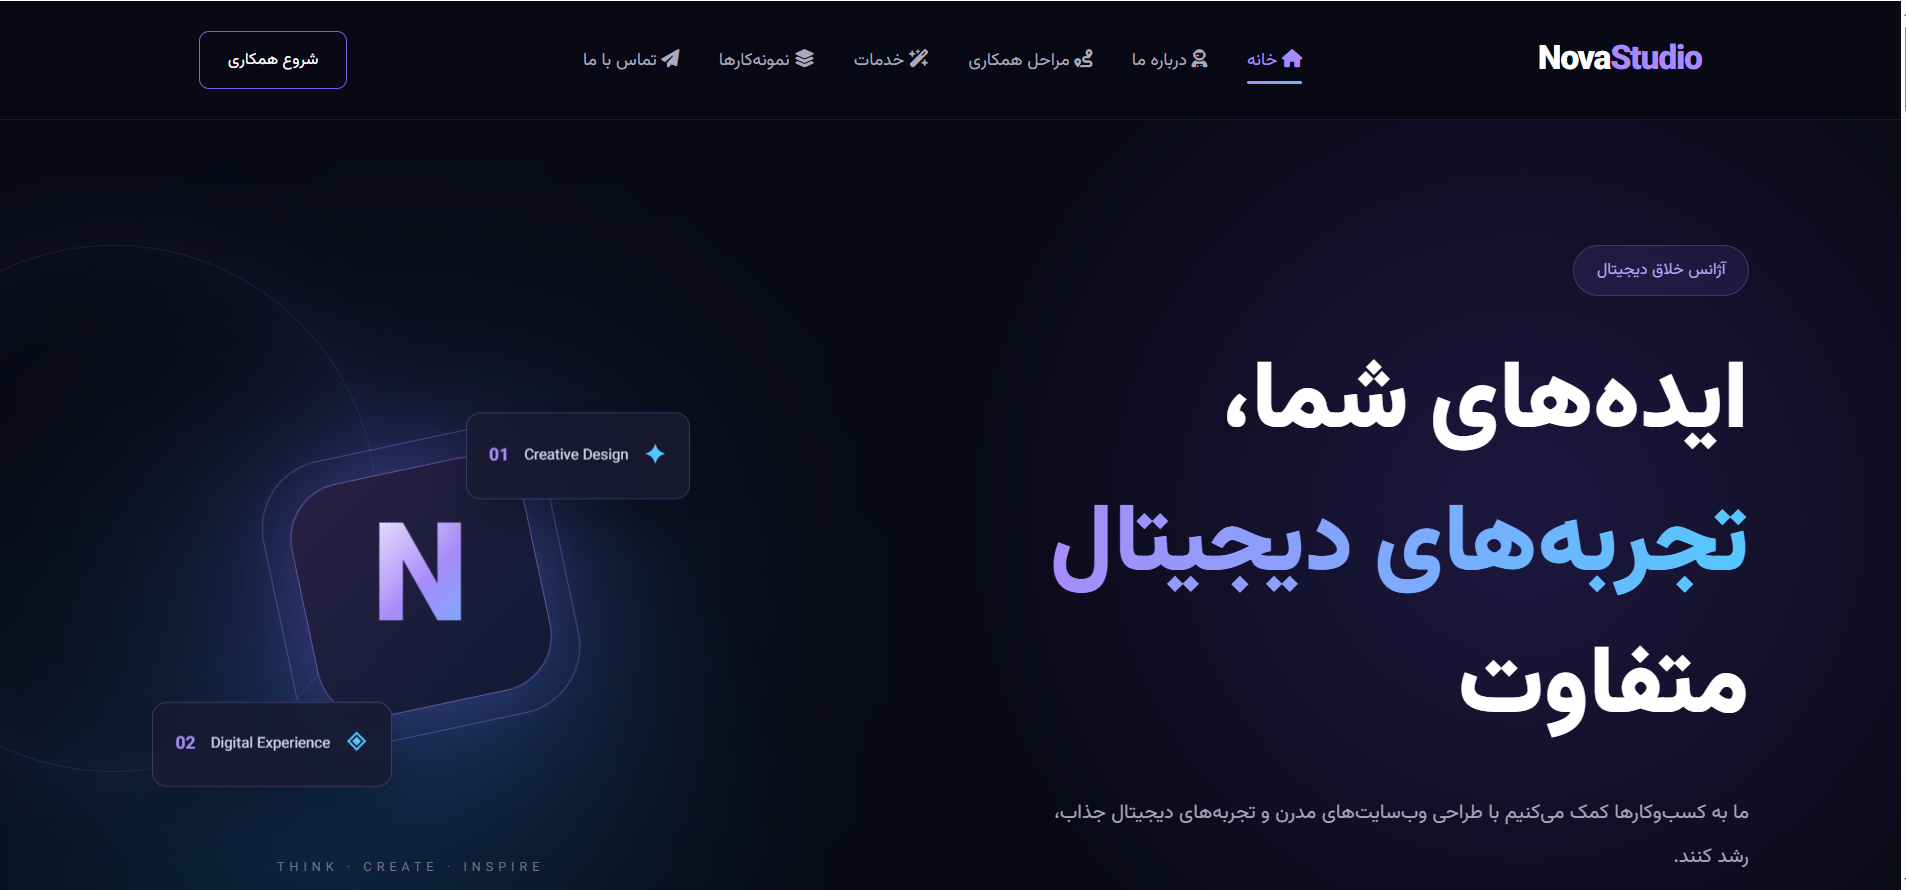 NovaStudio
خانه
درباره ما
مراحل همکاری
خدمات
نمونه‌کارها
تماس با ما
شروع همکاری
آژانس خلاق دیجیتال
ایده‌های شما،
تجربه‌های دیجیتال
متفاوت
ما به کسب‌وکارها کمک می‌کنیم با طراحی وب‌سایت‌های مدرن و تجربه‌های دیجیتال جذاب،
رشد کنند.
01 Creative Design
N
02 Digital Experience
THINK · CREATE · INSPIRE